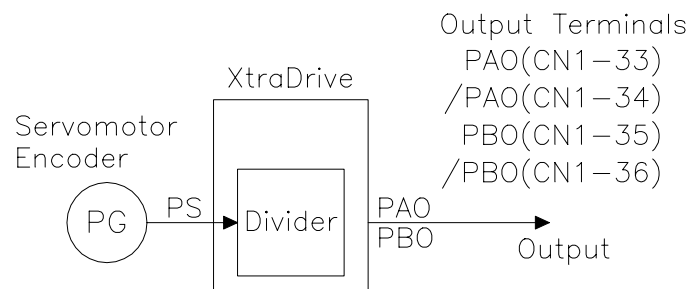 Output Terminals
PAO(CN1-33)
/PAO(CN1-34)
PBO(CN1-35)
/PBO(CN1-36)
XtraDrive
Servomotor
Encoder
PG
PS
Divider
PAO
PBO
Output